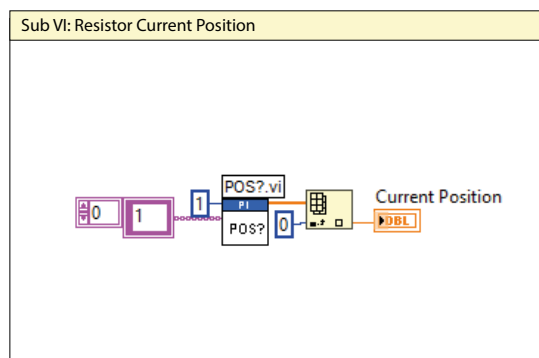 Sub VI: Resistor Current Position
POS?.vi
Current Position
0
1
1
PI
POS?
0
DBL